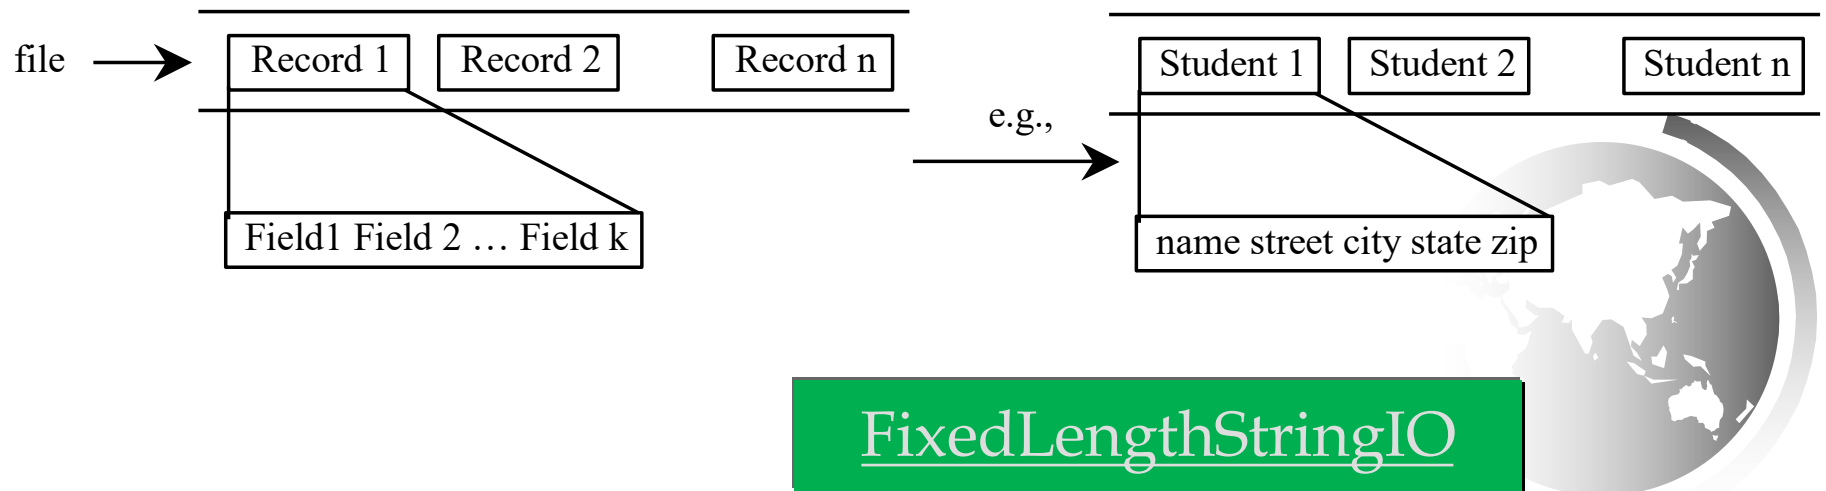 file
Record 1 Record 2 Record n
Field1 Field 2 … Field k
e.g.,
Student 1 Student 2 Student n
name street city state zip
FixedLengthStringIO